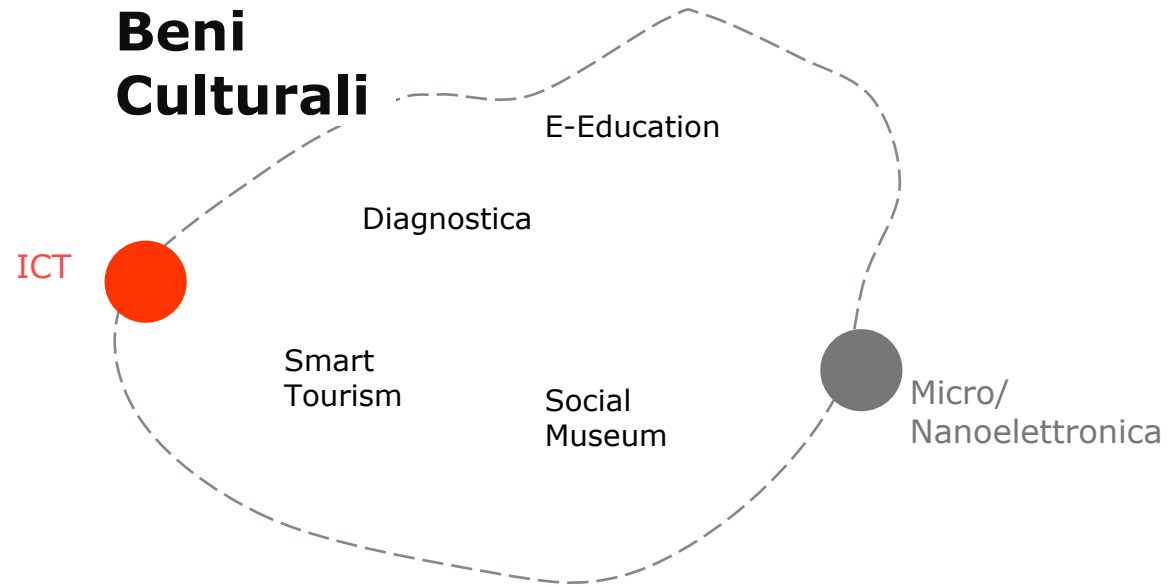 Beni
Culturali
E-Education
Diagnostica
ICT
Smart
Tourism
Social
Museum
Micro/
Nanoelettronica